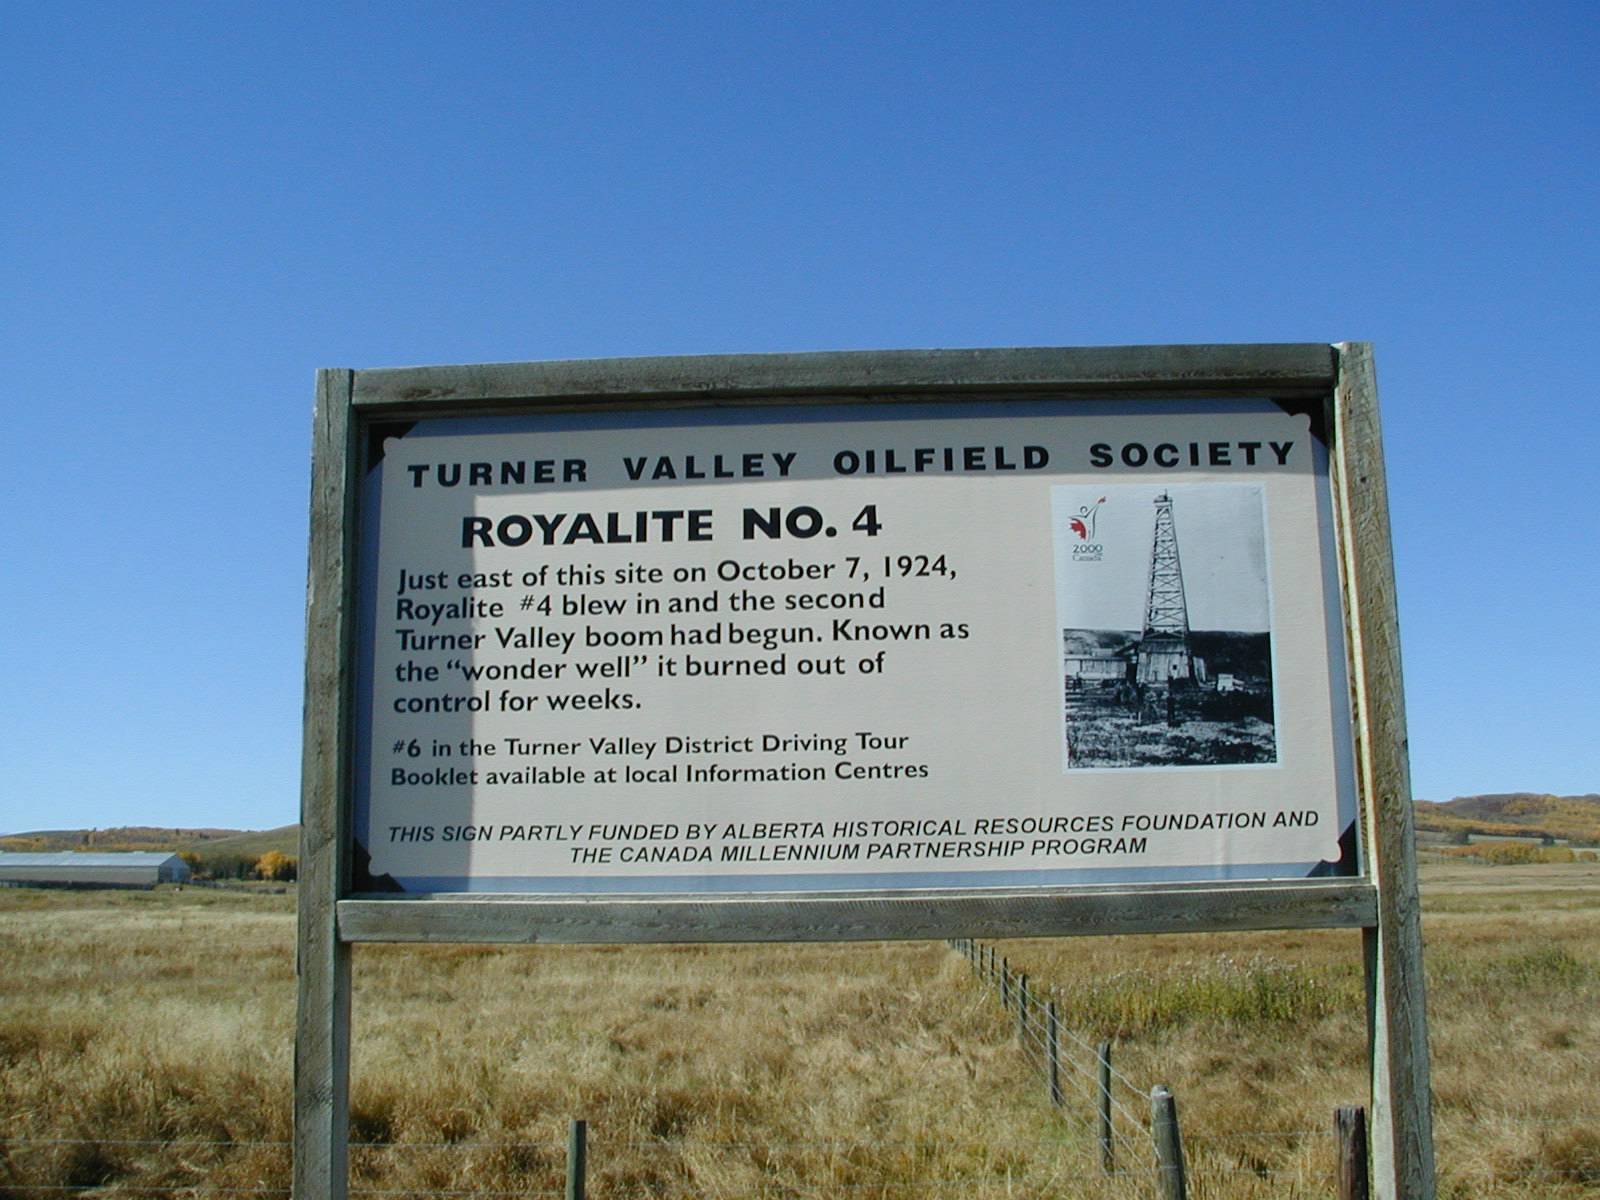 TURNER VALLEY OILFIELD SOCIETY
ROYALITE NO. 4
Just east of this site on October 7, 1924,
Royalite #4 blew in and the second
Turner Valley boom had begun. Known as
the "wonder well" it burned out of
control for weeks.
#6 in the Turner Valley District Driving Tour
Booklet available at local Information Centres
THIS SIGN PARTLY FUNDED BY ALBERTA HISTORICAL RESOURCES FOUNDATION AND
THE CANADA MILLENNIUM PARTNERSHIP PROGRAM
2000
Canada